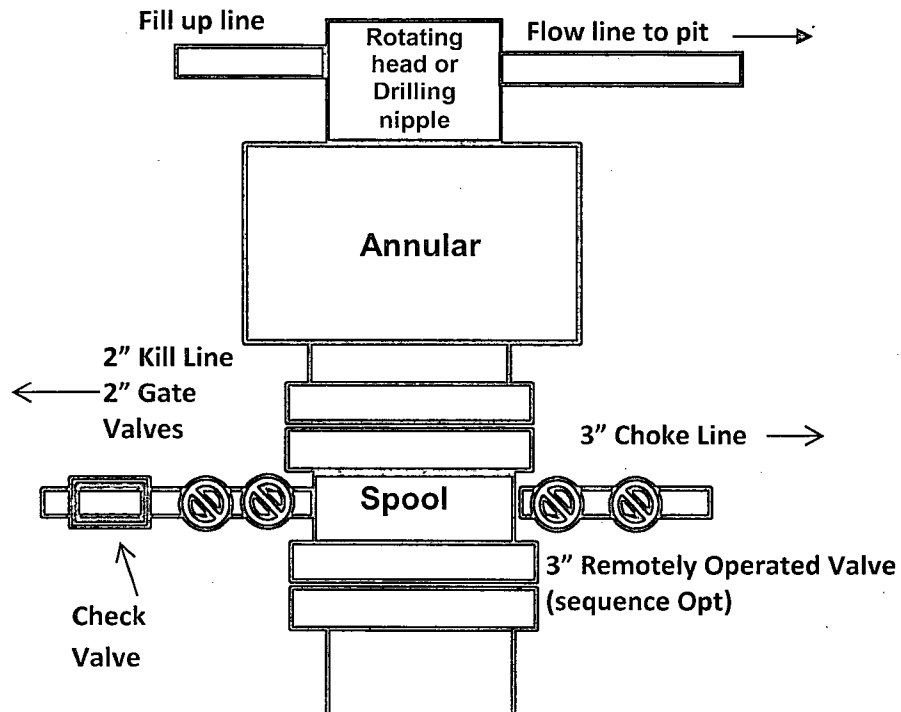 Fill up line
Rotating
head or
Drilling
nipple
Flow line to pit
Annular
2” Kill Line
2” Gate
Valves
3” Choke Line
Spool
3” Remotely Operated Valve
(sequence Opt)
Check
Valve